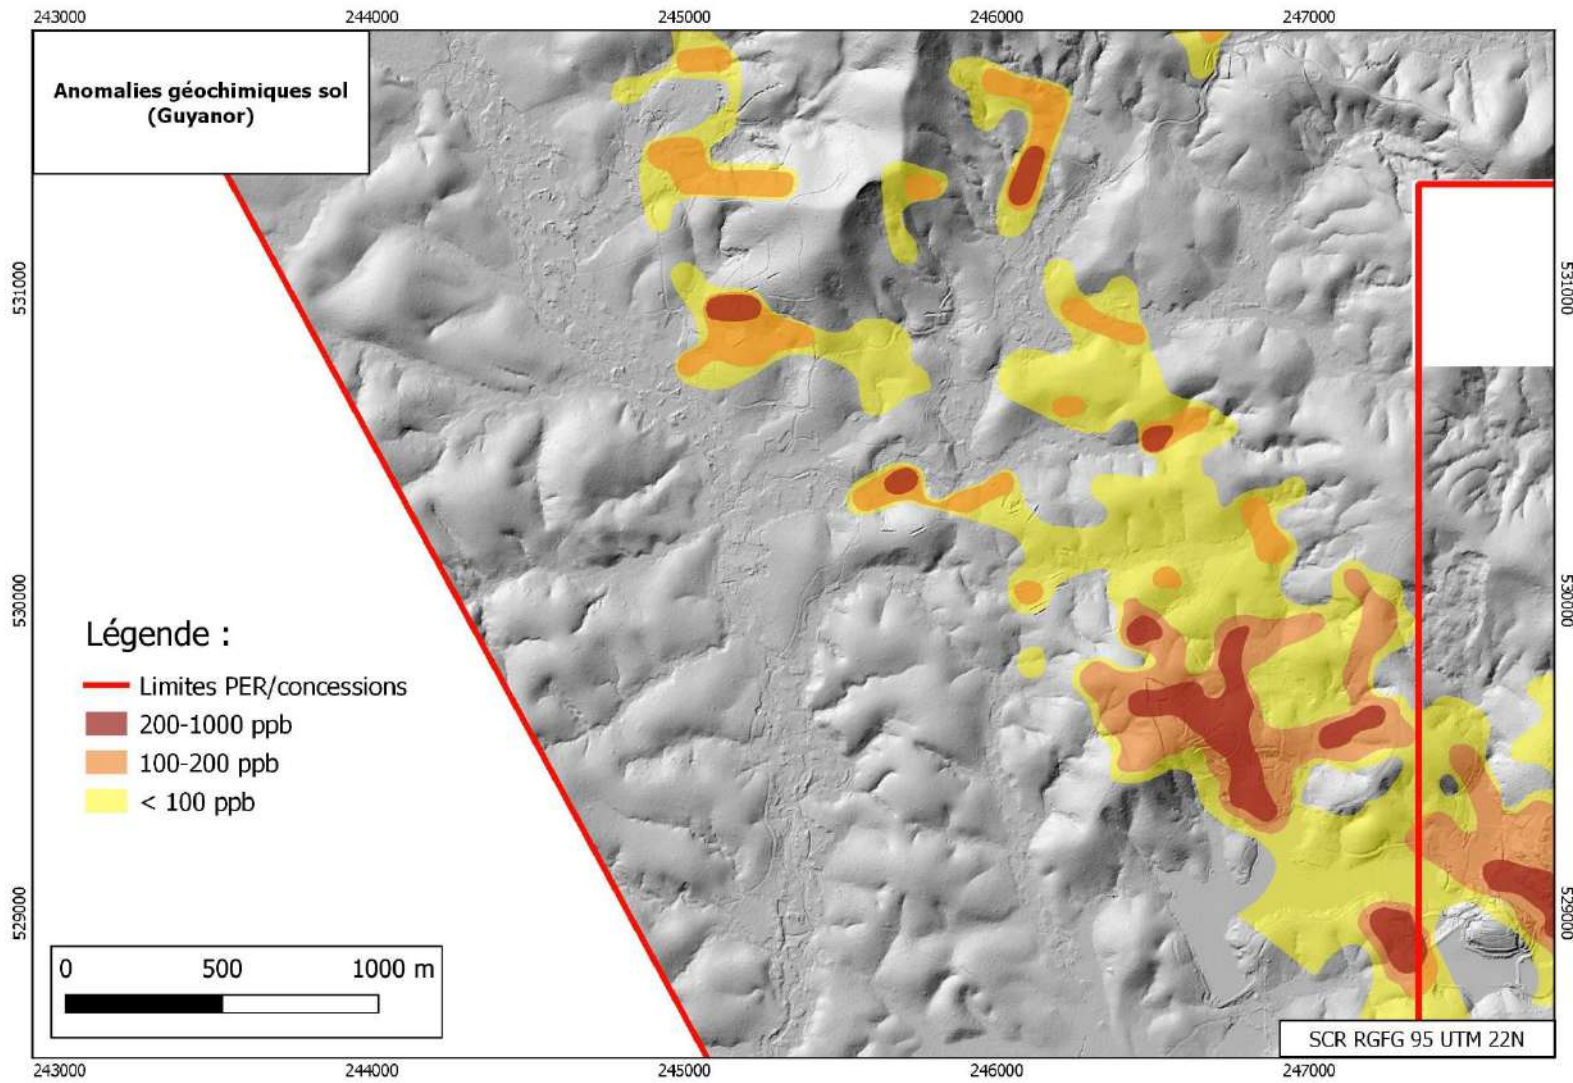 243000 244000 245000 246000 247000
Anomalies géochimiques sol
(Guyanor)
531000 531000
530000 530000
Légende :
Limites PER/concessions
200-1000 ppb
100-200 ppb
< 100 ppb
529000 529000
0 500 1000 m
SCR RGFG 95 UTM 22N
243000 244000 245000 246000 247000